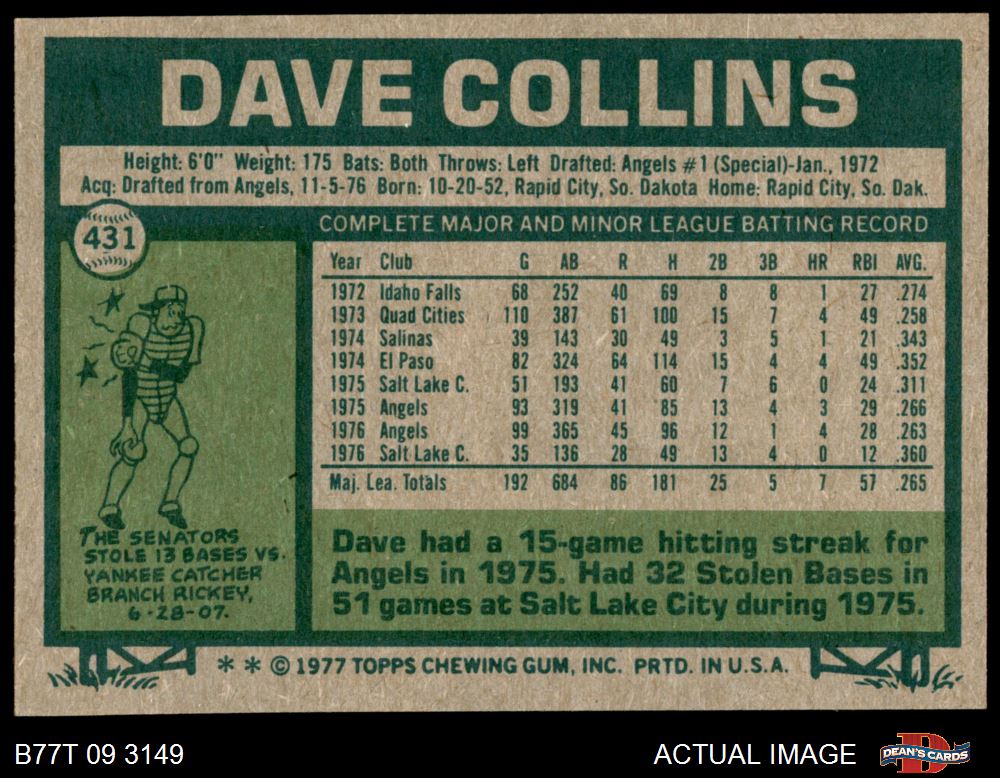 DAVE COLLINS
Height: 6'0" Weight: 175 Bats: Both Throws: Left Drafted: Angels #1 (Special)-Jan., 1972
Acq: Drafted from Angels, 11-5-76 Born: 10-20-52, Rapid City, So. Dakota Home: Rapid City, So. Dak.
431
COMPLETE MAJOR AND MINOR LEAGUE BATTING RECORD
Year Club G AB R H 2B 3B HR RBI AVG.
1972 Idaho Falls 68 252 40 69 8 8 1 27 .274
1973 Quad Cities 110 387 61 100 15 7 4 49 .258
1974 Salinas 39 143 30 49 3 5 1 21 .343
1974 El Paso 82 324 64 114 15 4 4 49 .352
1975 Salt Lake C. 51 193 41 60 7 6 0 24 .311
1975 Angels 93 319 41 85 13 4 3 29 .266
1976 Angels 99 365 45 96 12 1 4 28 .263
1976 Salt Lake C. 35 136 28 49 13 4 0 12 .360
Maj. Lea. Totals 192 684 86 181 25 5 7 57 .265
THE SENATORS
STOLE 13 BASES VS.
YANKEE CATCHER
BRANCH RICKEY,
6-28-07.
Dave had a 15-game hitting streak for
Angels in 1975. Had 32 Stolen Bases in
51 games at Salt Lake City during 1975.
* * © 1977 TOPPS CHEWING GUM, INC. PRTD. IN U.S.A.
B77T 09 3149
ACTUAL IMAGE
DEAN'S CARDS